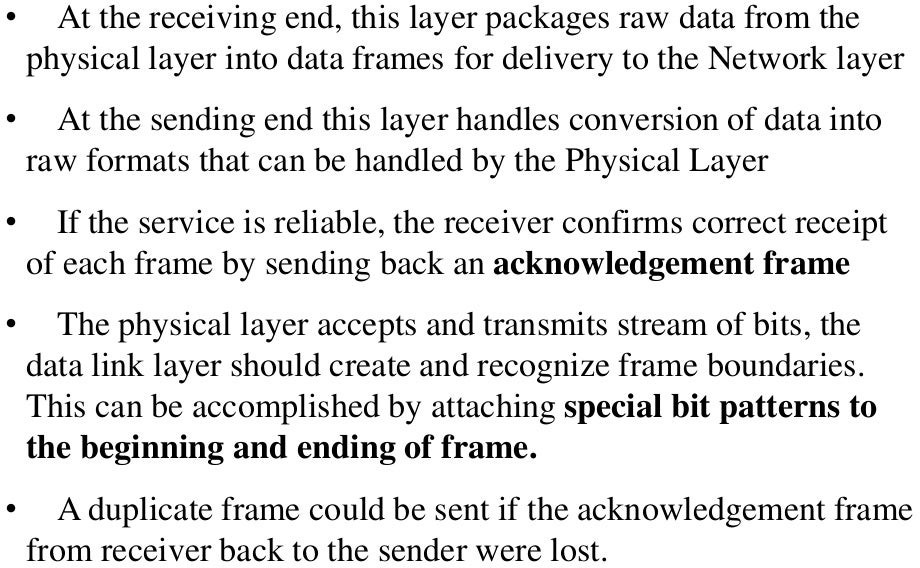 • At the receiving end, this layer packages raw data from the
physical layer into data frames for delivery to the Network layer
• At the sending end this layer handles conversion of data into
raw formats that can be handled by the Physical Layer
• If the service is reliable, the receiver confirms correct receipt
of each frame by sending back an acknowledgement frame
• The physical layer accepts and transmits stream of bits, the
data link layer should create and recognize frame boundaries.
This can be accomplished by attaching special bit patterns to
the beginning and ending of frame.
• A duplicate frame could be sent if the acknowledgement frame
from receiver back to the sender were lost.